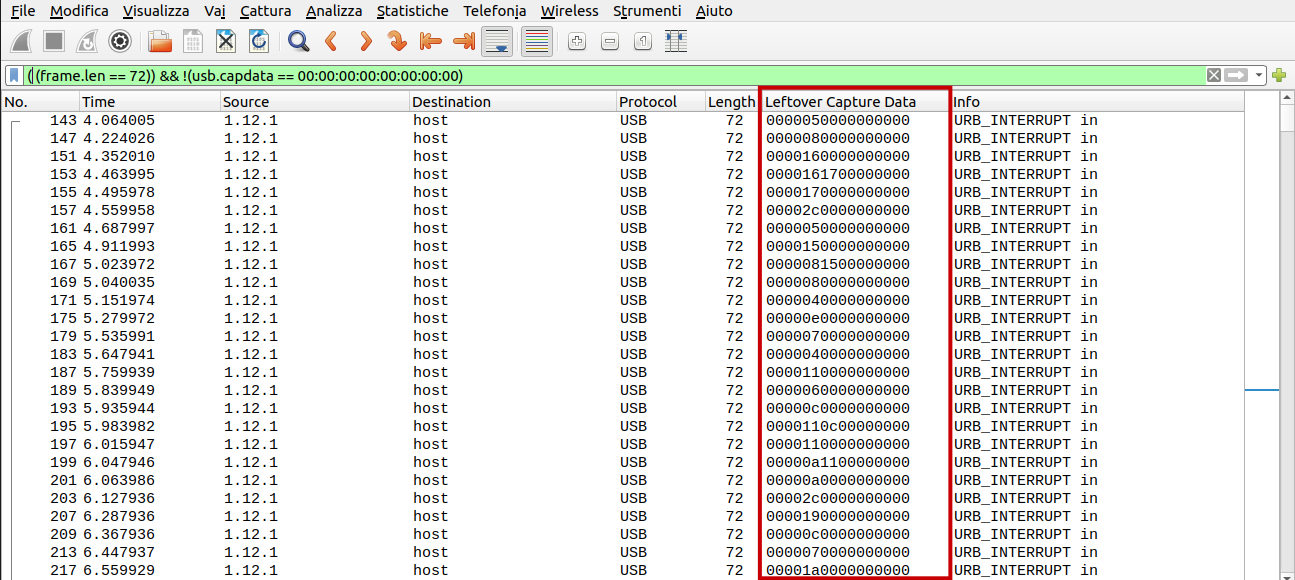 File Modifica Visualizza Vai Cattura Analizza Statistiche Telefonia Wireless Strumenti Aiuto
( (frame.len == 72)) && !(usb.capdata == 00:00:00:00:00:00:00:00)
No. Time Source Destination Protocol Length Leftover Capture Data Info
143 4.064005 1.12.1 host USB 72 0000050000000000 URB_INTERRUPT in
147 4.224026 1.12.1 host USB 72 0000080000000000 URB_INTERRUPT in
151 4.352010 1.12.1 host USB 72 0000160000000000 URB_INTERRUPT in
153 4.463995 1.12.1 host USB 72 0000161700000000 URB_INTERRUPT in
155 4.495978 1.12.1 host USB 72 0000170000000000 URB_INTERRUPT in
157 4.559958 1.12.1 host USB 72 00002c0000000000 URB_INTERRUPT in
161 4.687997 1.12.1 host USB 72 0000050000000000 URB_INTERRUPT in
165 4.911993 1.12.1 host USB 72 0000150000000000 URB_INTERRUPT in
167 5.023972 1.12.1 host USB 72 0000081500000000 URB_INTERRUPT in
169 5.040035 1.12.1 host USB 72 0000080000000000 URB_INTERRUPT in
171 5.151974 1.12.1 host USB 72 0000040000000000 URB_INTERRUPT in
175 5.279972 1.12.1 host USB 72 00000e0000000000 URB_INTERRUPT in
179 5.535991 1.12.1 host USB 72 0000070000000000 URB_INTERRUPT in
183 5.647941 1.12.1 host USB 72 0000040000000000 URB_INTERRUPT in
187 5.759939 1.12.1 host USB 72 0000110000000000 URB_INTERRUPT in
189 5.839949 1.12.1 host USB 72 0000060000000000 URB_INTERRUPT in
193 5.935944 1.12.1 host USB 72 00000c0000000000 URB_INTERRUPT in
195 5.983982 1.12.1 host USB 72 0000110c00000000 URB_INTERRUPT in
197 6.015947 1.12.1 host USB 72 0000110000000000 URB_INTERRUPT in
199 6.047946 1.12.1 host USB 72 00000a1100000000 URB_INTERRUPT in
201 6.063986 1.12.1 host USB 72 00000a0000000000 URB_INTERRUPT in
203 6.127936 1.12.1 host USB 72 00002c0000000000 URB_INTERRUPT in
207 6.287936 1.12.1 host USB 72 0000190000000000 URB_INTERRUPT in
209 6.367936 1.12.1 host USB 72 00000c0000000000 URB_INTERRUPT in
213 6.447937 1.12.1 host USB 72 0000070000000000 URB_INTERRUPT in
217 6.559929 1.12.1 host USB 72 00001a0000000000 URB_INTERRUPT in